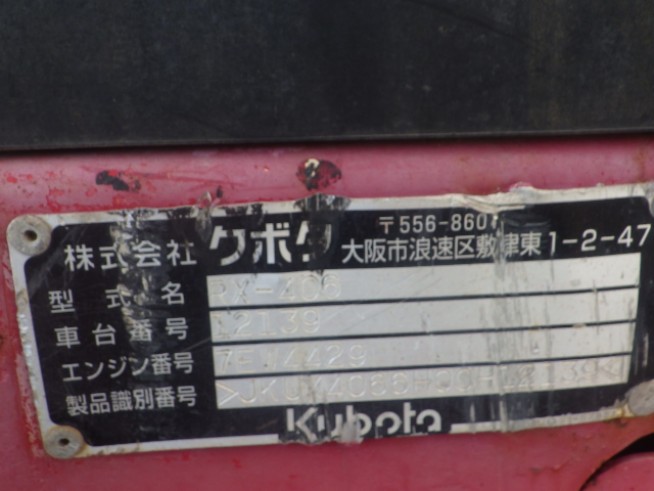 株式会社 クボタ 〒556-860
大阪市浪速区敷津東1-2-47
型式名 RX-406
車台番号 12139
エンジン番号
製品識別番号
Kubota